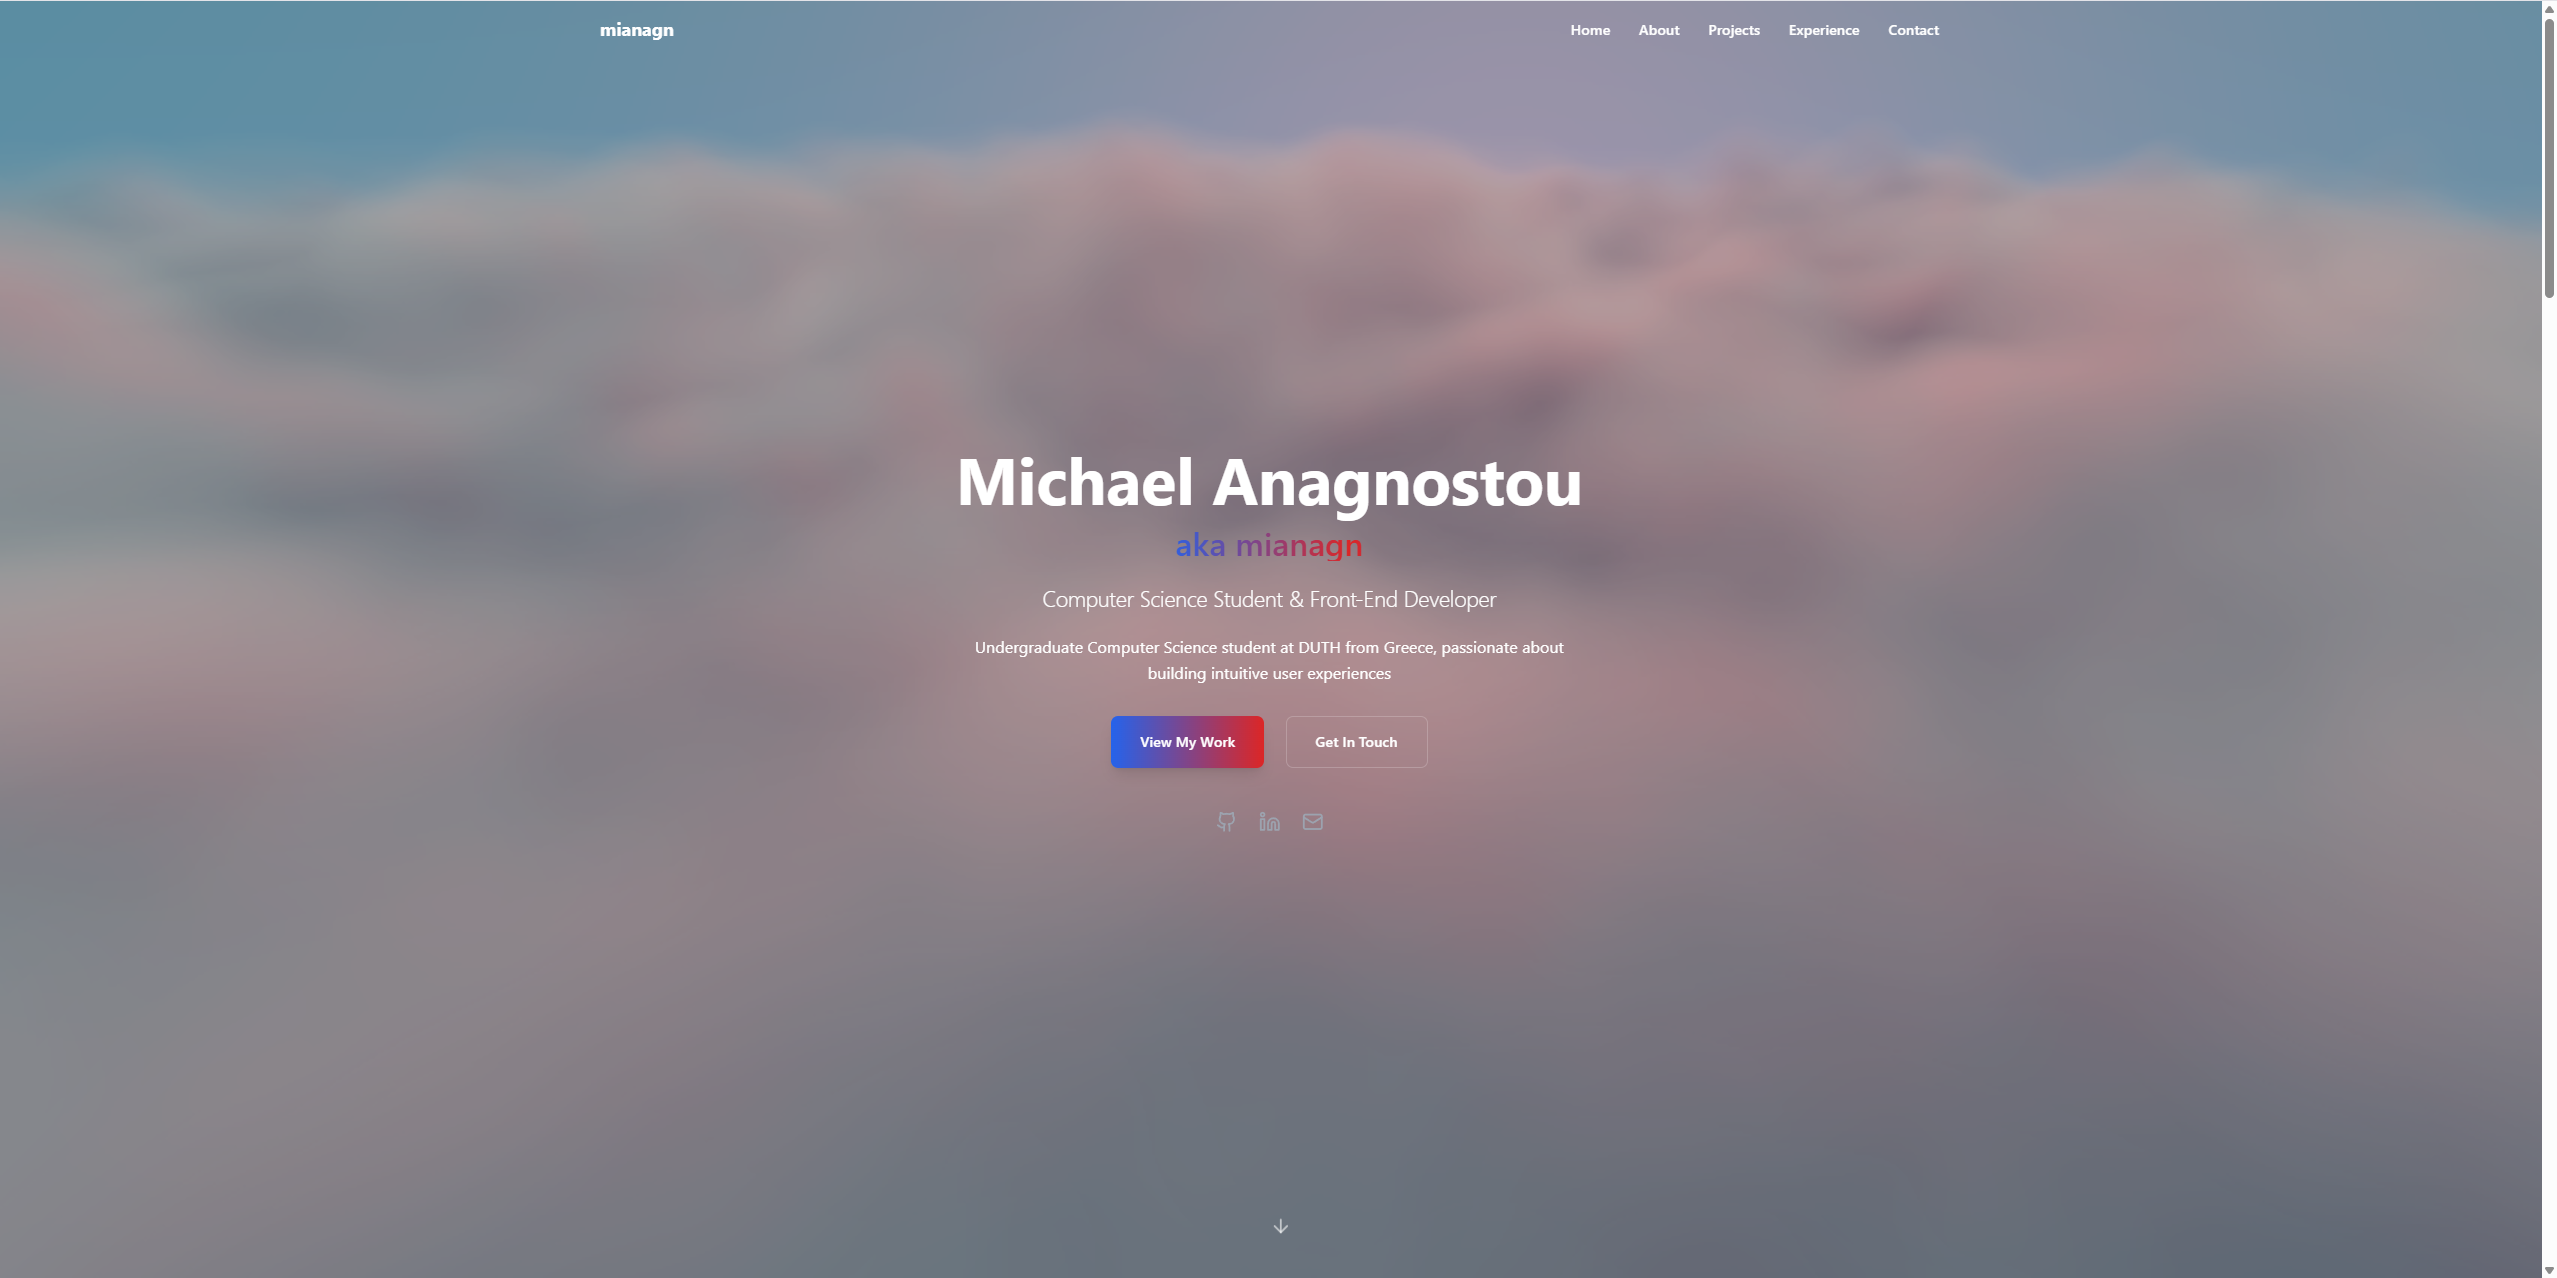 mianagn
Home About Projects Experience Contact
Michael Anagnostou
aka mianagn
Computer Science Student & Front-End Developer
Undergraduate Computer Science student at DUTH from Greece, passionate about
building intuitive user experiences
View My Work
Get In Touch